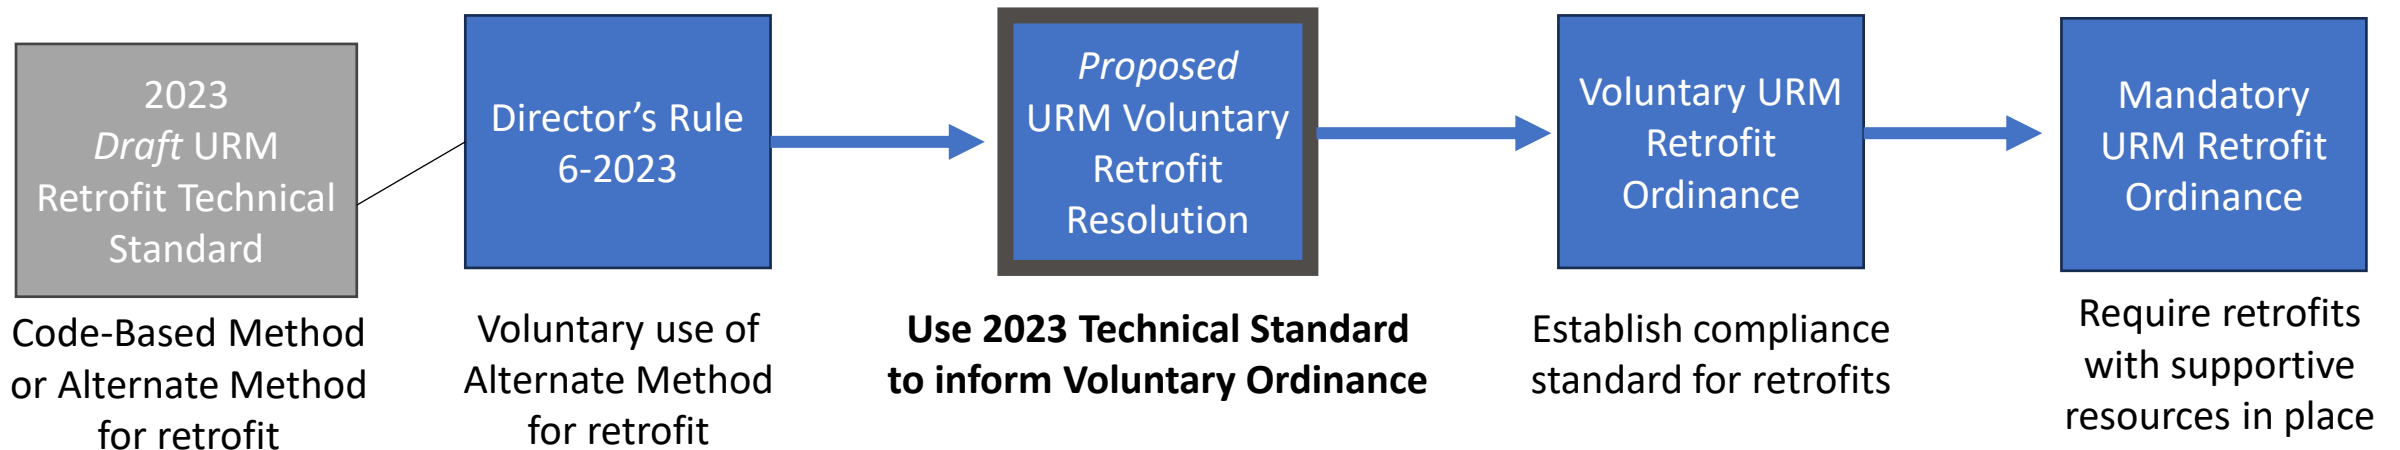 2023
Draft URM
Retrofit Technical
Standard
Code-Based Method
or Alternate Method
for retrofit
Director’s Rule
6-2023
Voluntary use of
Alternate Method
for retrofit
Proposed
URM Voluntary
Retrofit
Resolution
Use 2023 Technical Standard
to inform Voluntary Ordinance
Voluntary URM
Retrofit
Ordinance
Establish compliance
standard for retrofits
Mandatory
URM Retrofit
Ordinance
Require retrofits
with supportive
resources in place